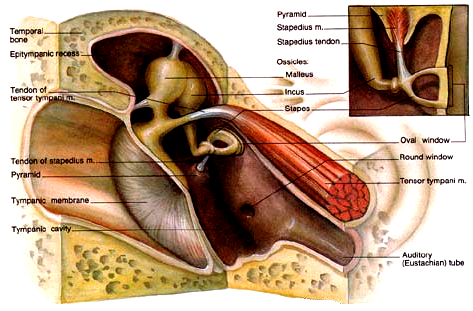 Temporal
bone
Epitympanic recess
Tendon of
tensor tympani m.
Tendon of stapedius m.
Pyramid
Tympanic membrane
Tympanic cavity
Pyramid
Stapedius m.
Stapedius tendon
Ossicles:
Malleus
Incus
Stapes
Oval window
Round window
Tensor tympani m.
Auditory
(Eustachian) tube